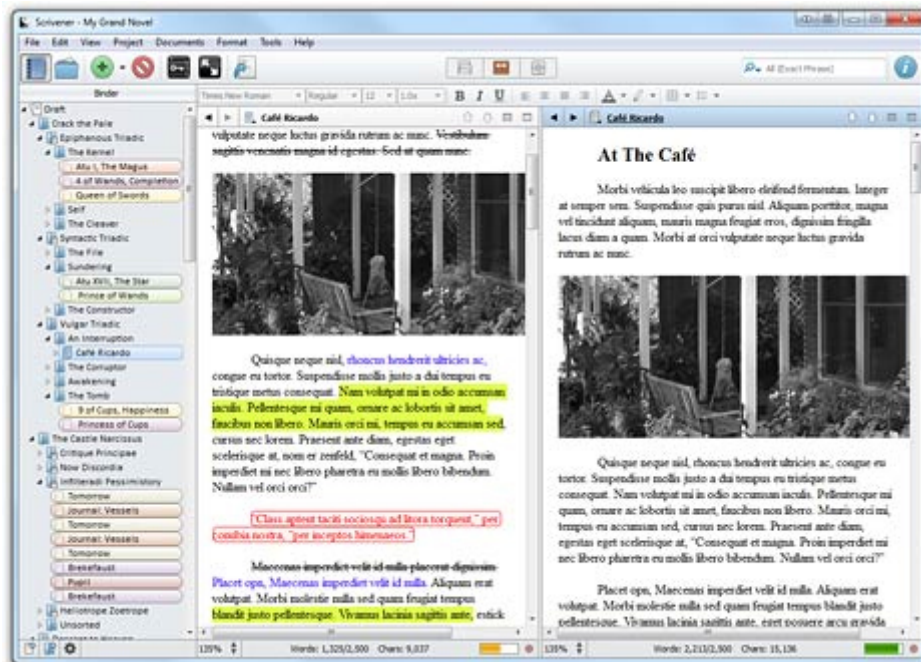 Scrivener - My Grand Novel
File Edit View Project Documents Format Tools Help
All (Exact Phrase)
Binder
Times New Roman Regular 12 1.0x B I U A
Draft
Crack the Pale
Epiphanous Triadic
The Kernel
Atu I, The Magus
4 of Wands, Completion
Queen of Swords
Self
The Cleaver
Syntactic Triadic
The File
Sundering
Atu XVII, The Star
Prince of Wands
The Constructor
Vulgar Triadic
An Interruption
Café Ricardo
The Corruptor
Awakening
The Tomb
9 of Cups, Happiness
Princess of Cups
The Castle Narcissus
Critique Principae
Now Discordia
Infilteradi Pessimistory
Tomorrow
Journal: Vessels
Tomorrow
Journal: Vessels
Tomorrow
Brekefaust
Pupil
Brekefaust
Heliotrope Zoetrope
Unsorted
Café Ricardo
vulputate neque luctus gravida rutrum ac nunc. Vestibulum
sagittis venenatis magna id egestas. Sed ut quam nunc.
Quisque neque nisl, rhoncus hendrerit ultricies ac,
congue eu tortor. Suspendisse mollis justo a dui tempus eu
tristique metus consequat. Nam volutpat mi in odio accumsan
iaculis. Pellentesque mi quam, ornare ac lobortis sit amet,
faucibus non libero. Mauris orci mi, tempus eu accumsan sed,
cursus nec lorem. Praesent ante diam, egestas eget
scelerisque at, nom er zenfeld, “Consequat et magna. Proin
imperdiet mi nec libero pharetra eu mollis libero bibendum.
Nullam vel orci orci?”
“Class aptent taciti sociosqu ad litora torquent,” per
conubia nostra, “per inceptos himenaeos.”
Maecenas imperdiet velit id nulla placerat dignissim.
Placet opn, Maecenas imperdiet velit id nulla. Aliquam erat
volutpat. Morbi molestie nulla sed quam feugiat tempus
blandit justo pellentesque. Vivamus lacinia sagittis ante, estick
135% Words: 1,325/2,500 Chars: 9,037
Café Ricardo
At The Café
Morbi vehicula leo suscipit libero eleifend fermentum. Integer
at semper sem. Suspendisse quis purus nisl. Aliquam porttitor, magna
vel tincidunt aliquam, mauris magna feugiat eros, dignissim fringilla
lacus diam a quam. Morbi at orci vulputate neque luctus gravida
rutrum ac nunc.
Quisque neque nisl, rhoncus hendrerit ultricies ac, congue eu
tortor. Suspendisse mollis justo a dui tempus eu tristique metus
consequat. Nam volutpat mi in odio accumsan iaculis. Pellentesque
mi quam, ornare ac lobortis sit amet, faucibus non libero. Mauris orci
mi, tempus eu accumsan sed, cursus nec lorem. Praesent ante diam,
egestas eget scelerisque at, “Consequat et magna. Proin imperdiet mi
nec libero pharetra eu mollis libero bibendum. Nullam vel orci orci?”
Placet opn, Maecenas imperdiet velit id nulla. Aliquam erat
volutpat. Morbi molestie nulla sed quam feugiat tempus blandit justo
pellentesque. Vivamus lacinia sagittis ante, eget posuere arcu gravida
135% Words: 2,213/2,500 Chars: 15,136